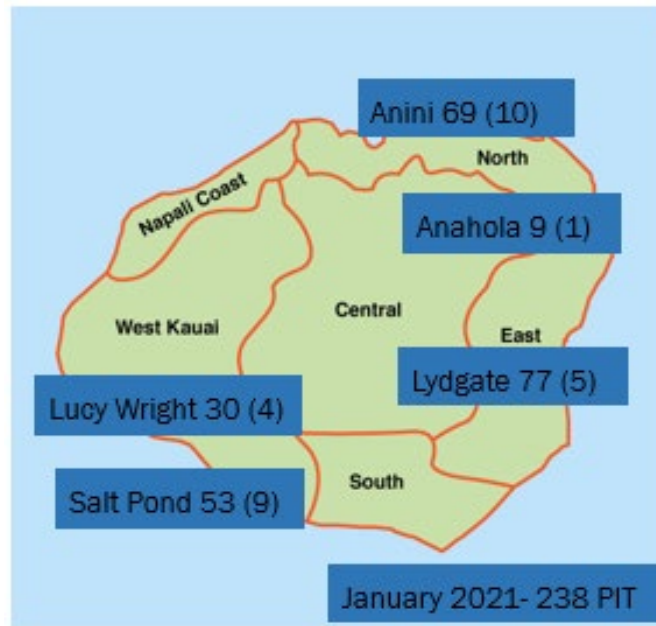 Anini 69 (10)
North
Napali Coast
Anahola 9 (1)
West Kauai
Central
East
Lydgate 77 (5)
Lucy Wright 30 (4)
South
Salt Pond 53 (9)
January 2021- 238 PIT